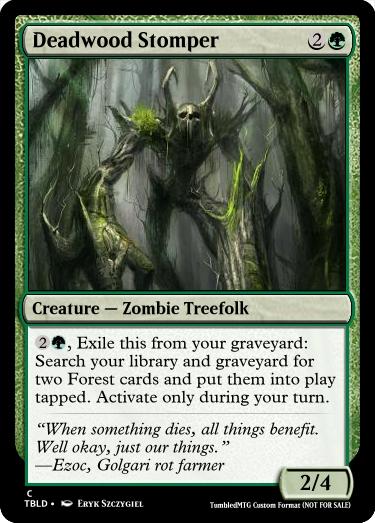 Deadwood Stomper 2
Creature — Zombie Treefolk
2, Exile this from your graveyard:
Search your library and graveyard for
two Forest cards and put them into play
tapped. Activate only during your turn.
“When something dies, all things benefit.
Well okay, just our things.”
—Ezoc, Golgari rot farmer
2/4
C
TBLD • Eryk Szczygiel
TumbledMTG Custom Format (NOT FOR SALE)